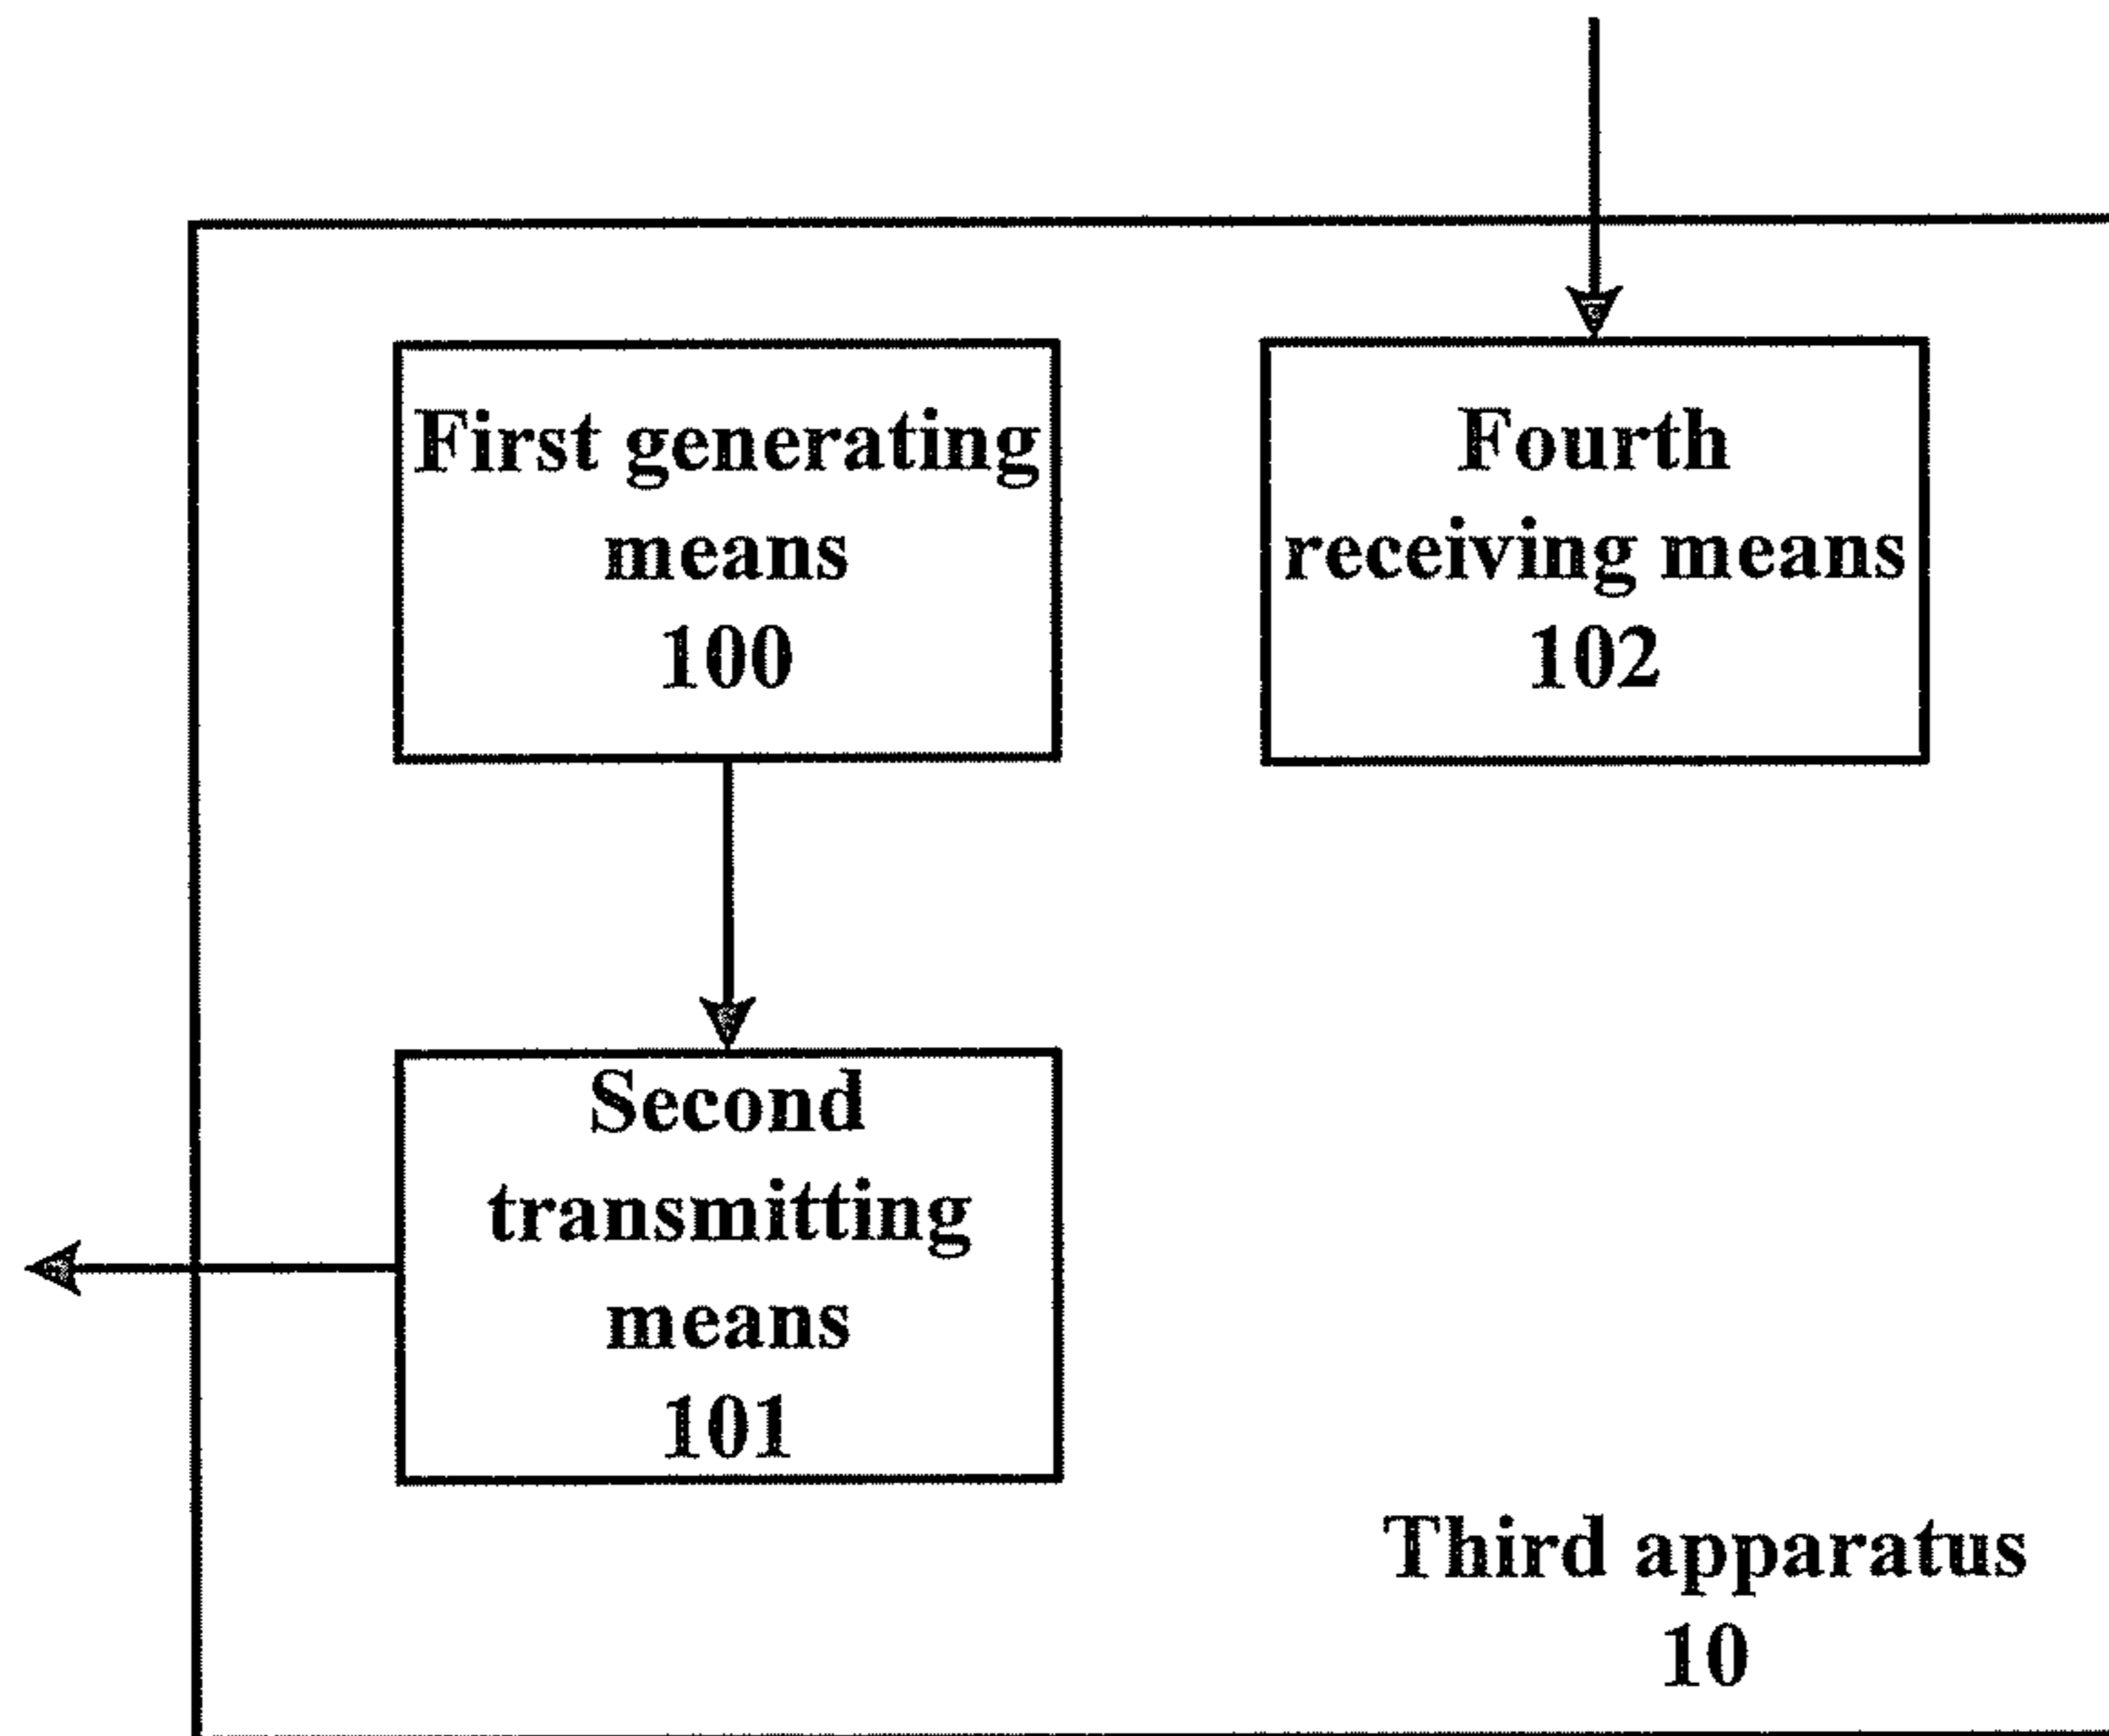 First generating
means
100
Fourth
receiving means
102
Second
transmitting
means
101
Third apparatus
10